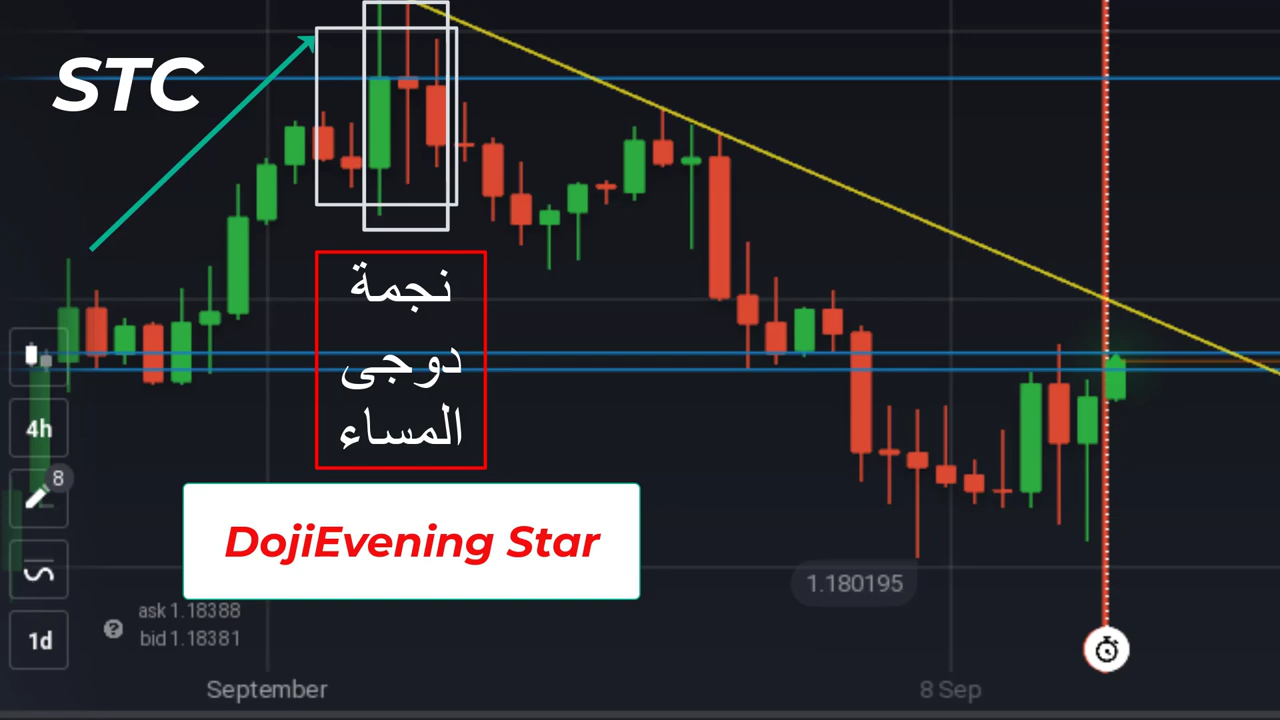 STC
نجمة
دوجى
المساء
4h
8
DojiEvening Star
1.180195
ask 1.18388
bid 1.18381
1d
September
8 Sep